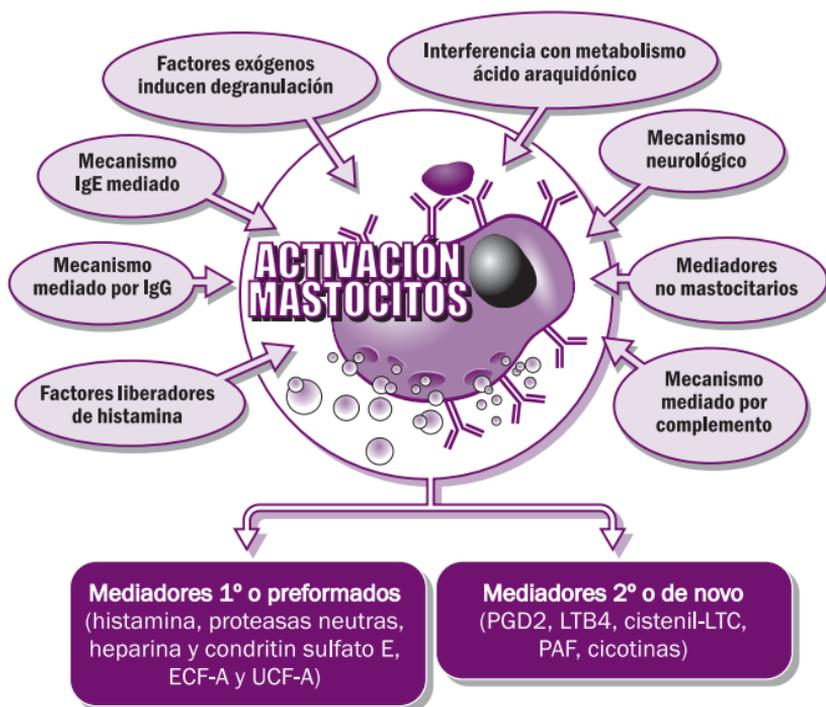 Factores exógenos
inducen degranulación
Interferencia con metabolismo
ácido araquidónico
Mecanismo
IgE mediado
Mecanismo
neurológico
Mecanismo
mediado por IgG
ACTIVACIÓN
MASTOCITOS
Mediadores
no mastocitarios
Factores liberadores
de histamina
Mecanismo
mediado por
complemento
Mediadores 1º o preformados
(histamina, proteasas neutras,
heparina y condritin sulfato E,
ECF-A y UCF-A)
Mediadores 2º o de novo
(PGD2, LTB4, cistenil-LTC,
PAF, cicotinas)